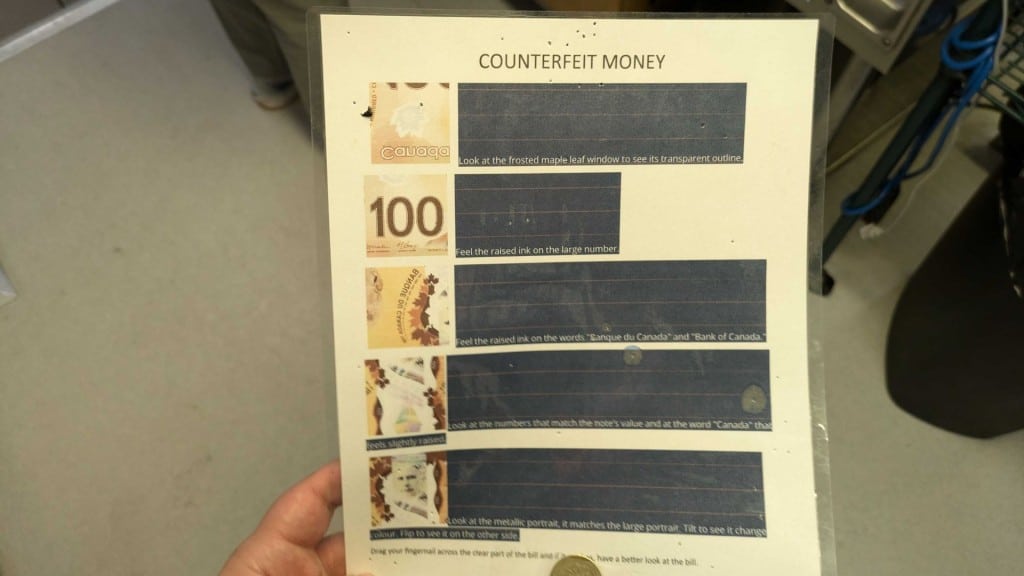 COUNTERFEIT MONEY
Canada
Look at the frosted maple leaf window to see its transparent outline.
100
Feel the raised ink on the large number.
BANQUE DU CANADA
Feel the raised ink on the words "Banque du Canada" and "Bank of Canada."
Look at the numbers that match the note's value and at the word "Canada" that
feels slightly raised.
Look at the metallic portrait, it matches the large portrait. Tilt to see it change
colour. Flip to see it on the other side.
Drag your fingernail across the clear part of the bill and if have a better look at the bill.